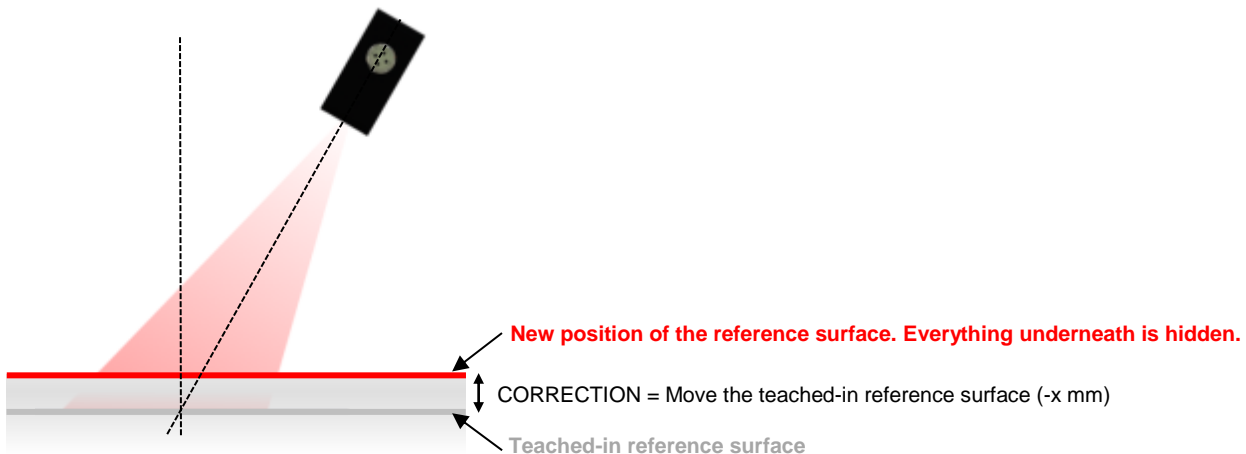 New position of the reference surface. Everything underneath is hidden.
CORRECTION = Move the teached-in reference surface (-x mm)
Teached-in reference surface